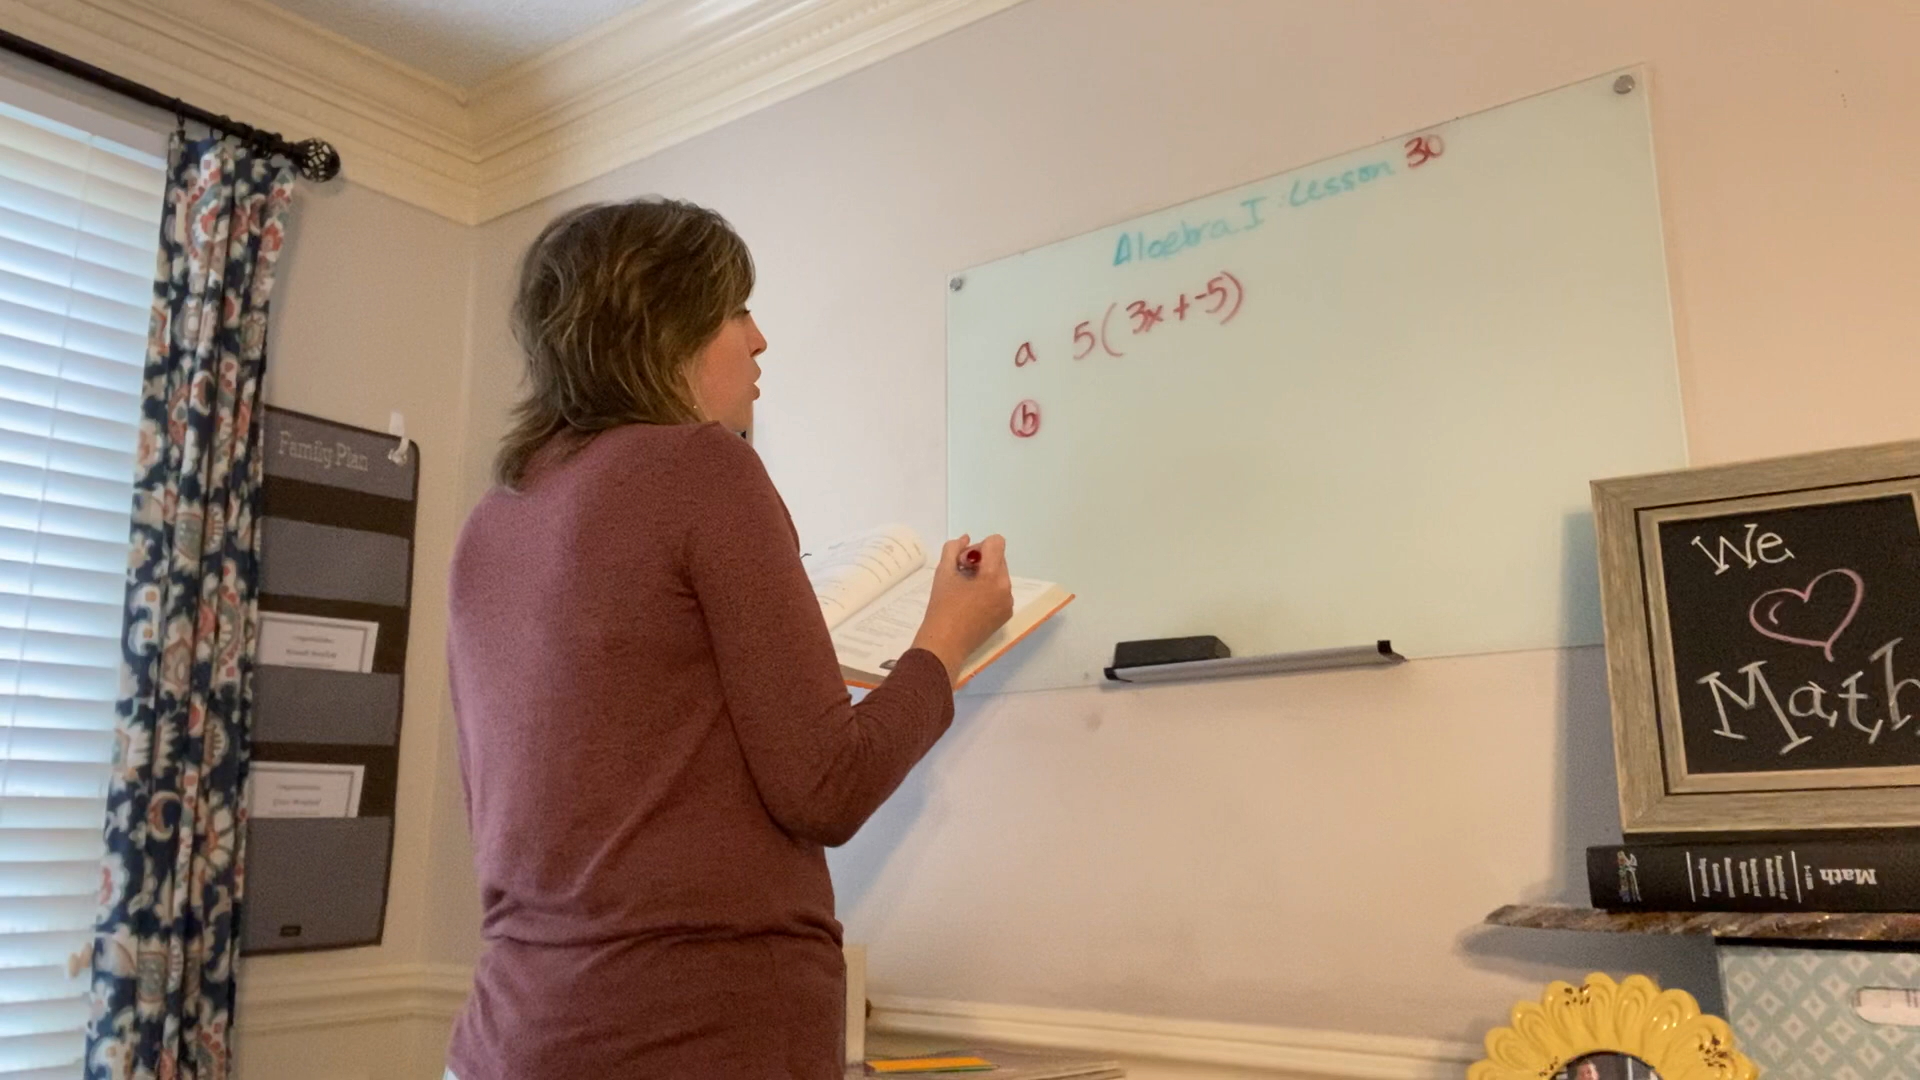 Family Plan
Algebra I : Lesson 30
a 5(3x+-5)
b
We
Math
Math